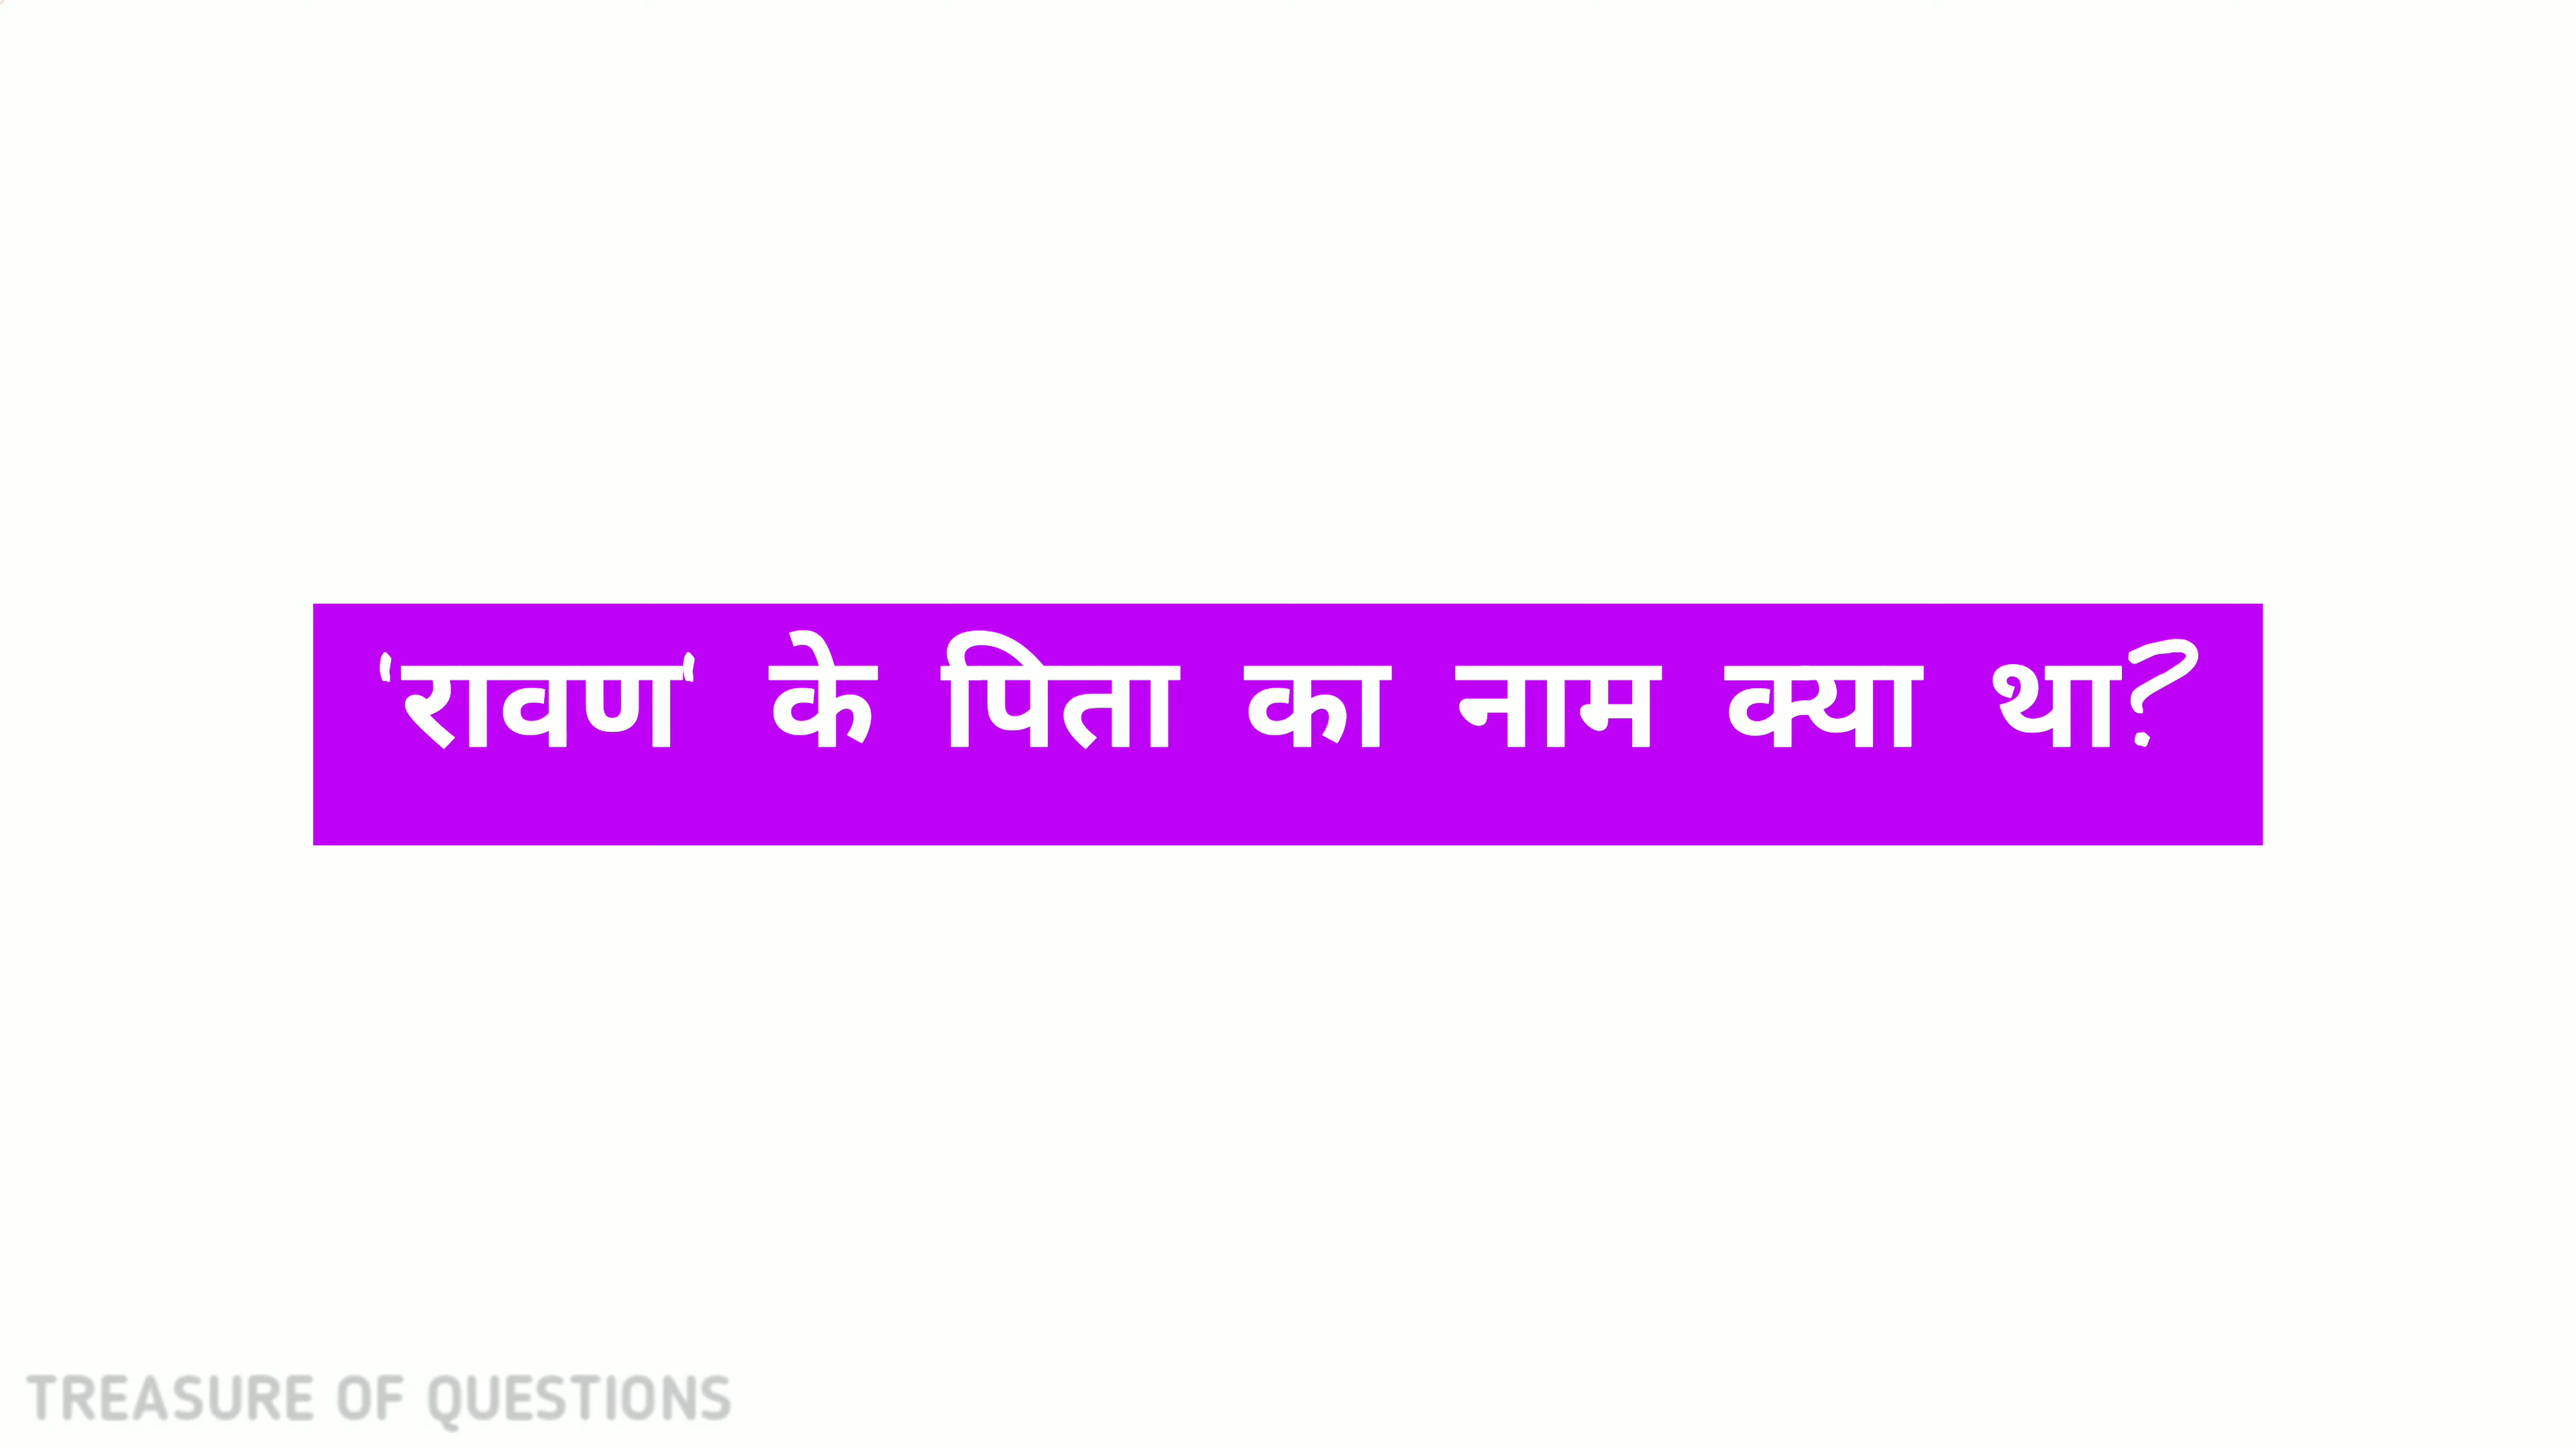 'रावण' के पिता का नाम क्या था?
TREASURE OF QUESTIONS